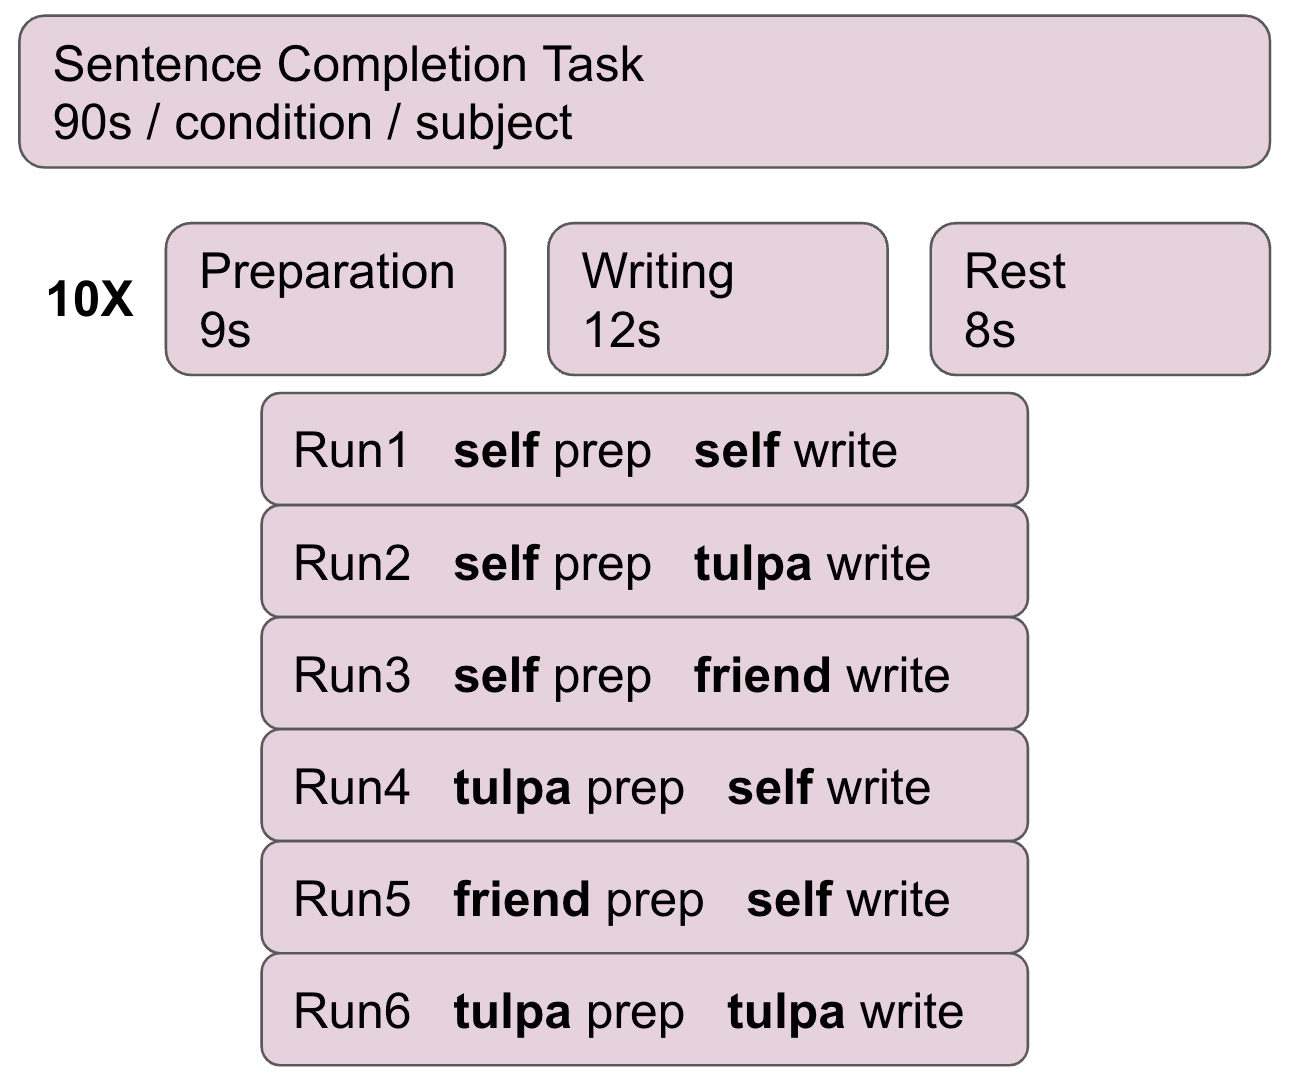 Sentence Completion Task
90s / condition / subject
10X
Preparation
9s
Writing
12s
Rest
8s
Run1 self prep self write
Run2 self prep tulpa write
Run3 self prep friend write
Run4 tulpa prep self write
Run5 friend prep self write
Run6 tulpa prep tulpa write